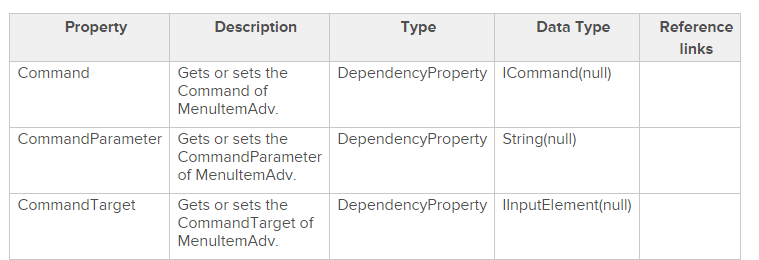 Property Description Type Data Type Reference
links
Command Gets or sets the DependencyProperty ICommand(null)
Command of
MenuItemAdv.
CommandParameter Gets or sets the DependencyProperty String(null)
CommandParameter
of MenuItemAdv.
CommandTarget Gets or sets the DependencyProperty IInputElement(null)
CommandTarget of
MenuItemAdv.